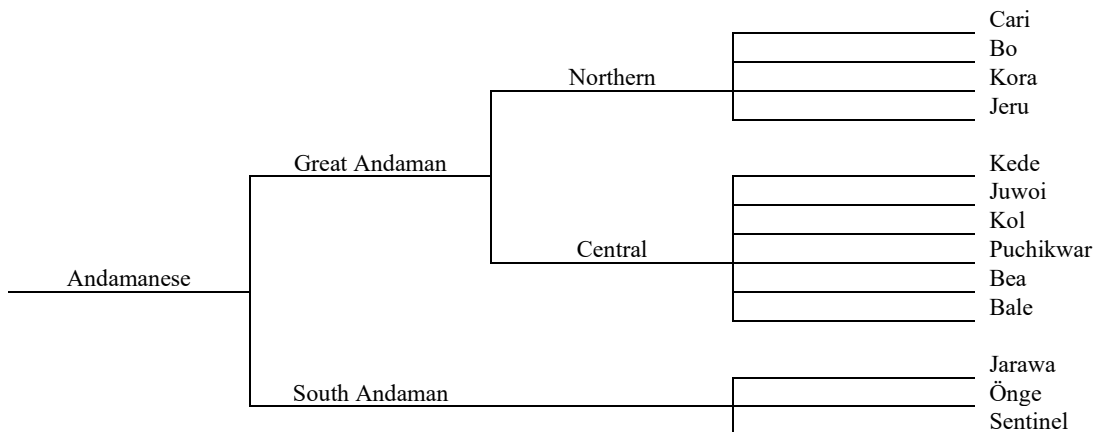 Cari
Bo
Northern
Kora
Jeru
Great Andaman
Kede
Juwoi
Kol
Central
Puchikwar
Andamanese
Bea
Bale
Jarawa
South Andaman
Önge
Sentinel